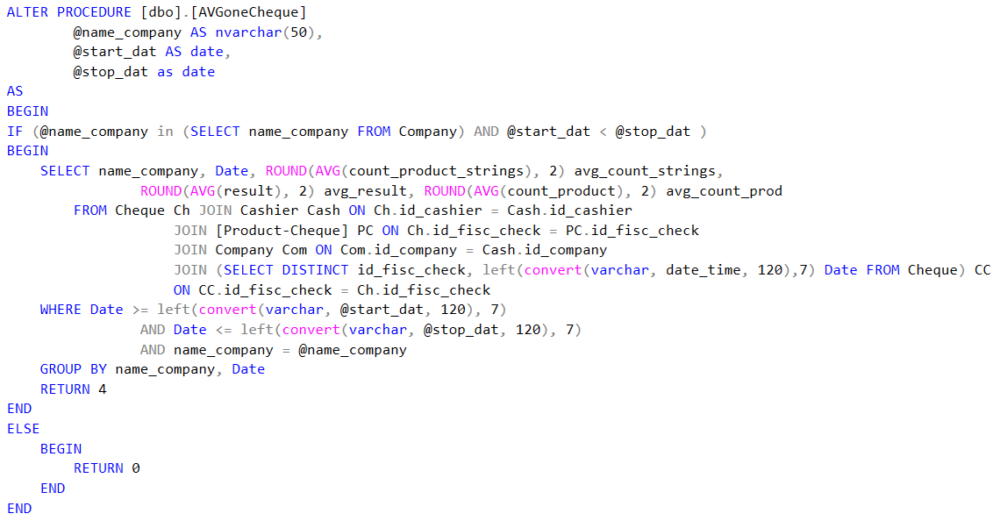 ALTER PROCEDURE [dbo].[AVGoneCheque]
@name_company AS nvarchar(50),
@start_dat AS date,
@stop_dat as date
AS
BEGIN
IF (@name_company in (SELECT name_company FROM Company) AND @start_dat < @stop_dat )
BEGIN
SELECT name_company, Date, ROUND(AVG(count_product_strings), 2) avg_count_strings,
ROUND(AVG(result), 2) avg_result, ROUND(AVG(count_product), 2) avg_count_prod
FROM Cheque Ch JOIN Cashier Cash ON Ch.id_cashier = Cash.id_cashier
JOIN [Product-Cheque] PC ON Ch.id_fisc_check = PC.id_fisc_check
JOIN Company Com ON Com.id_company = Cash.id_company
JOIN (SELECT DISTINCT id_fisc_check, left(convert(varchar, date_time, 120),7) Date FROM Cheque) CC
ON CC.id_fisc_check = Ch.id_fisc_check
WHERE Date >= left(convert(varchar, @start_dat, 120), 7)
AND Date <= left(convert(varchar, @stop_dat, 120), 7)
AND name_company = @name_company
GROUP BY name_company, Date
RETURN 4
END
ELSE
BEGIN
RETURN 0
END
END